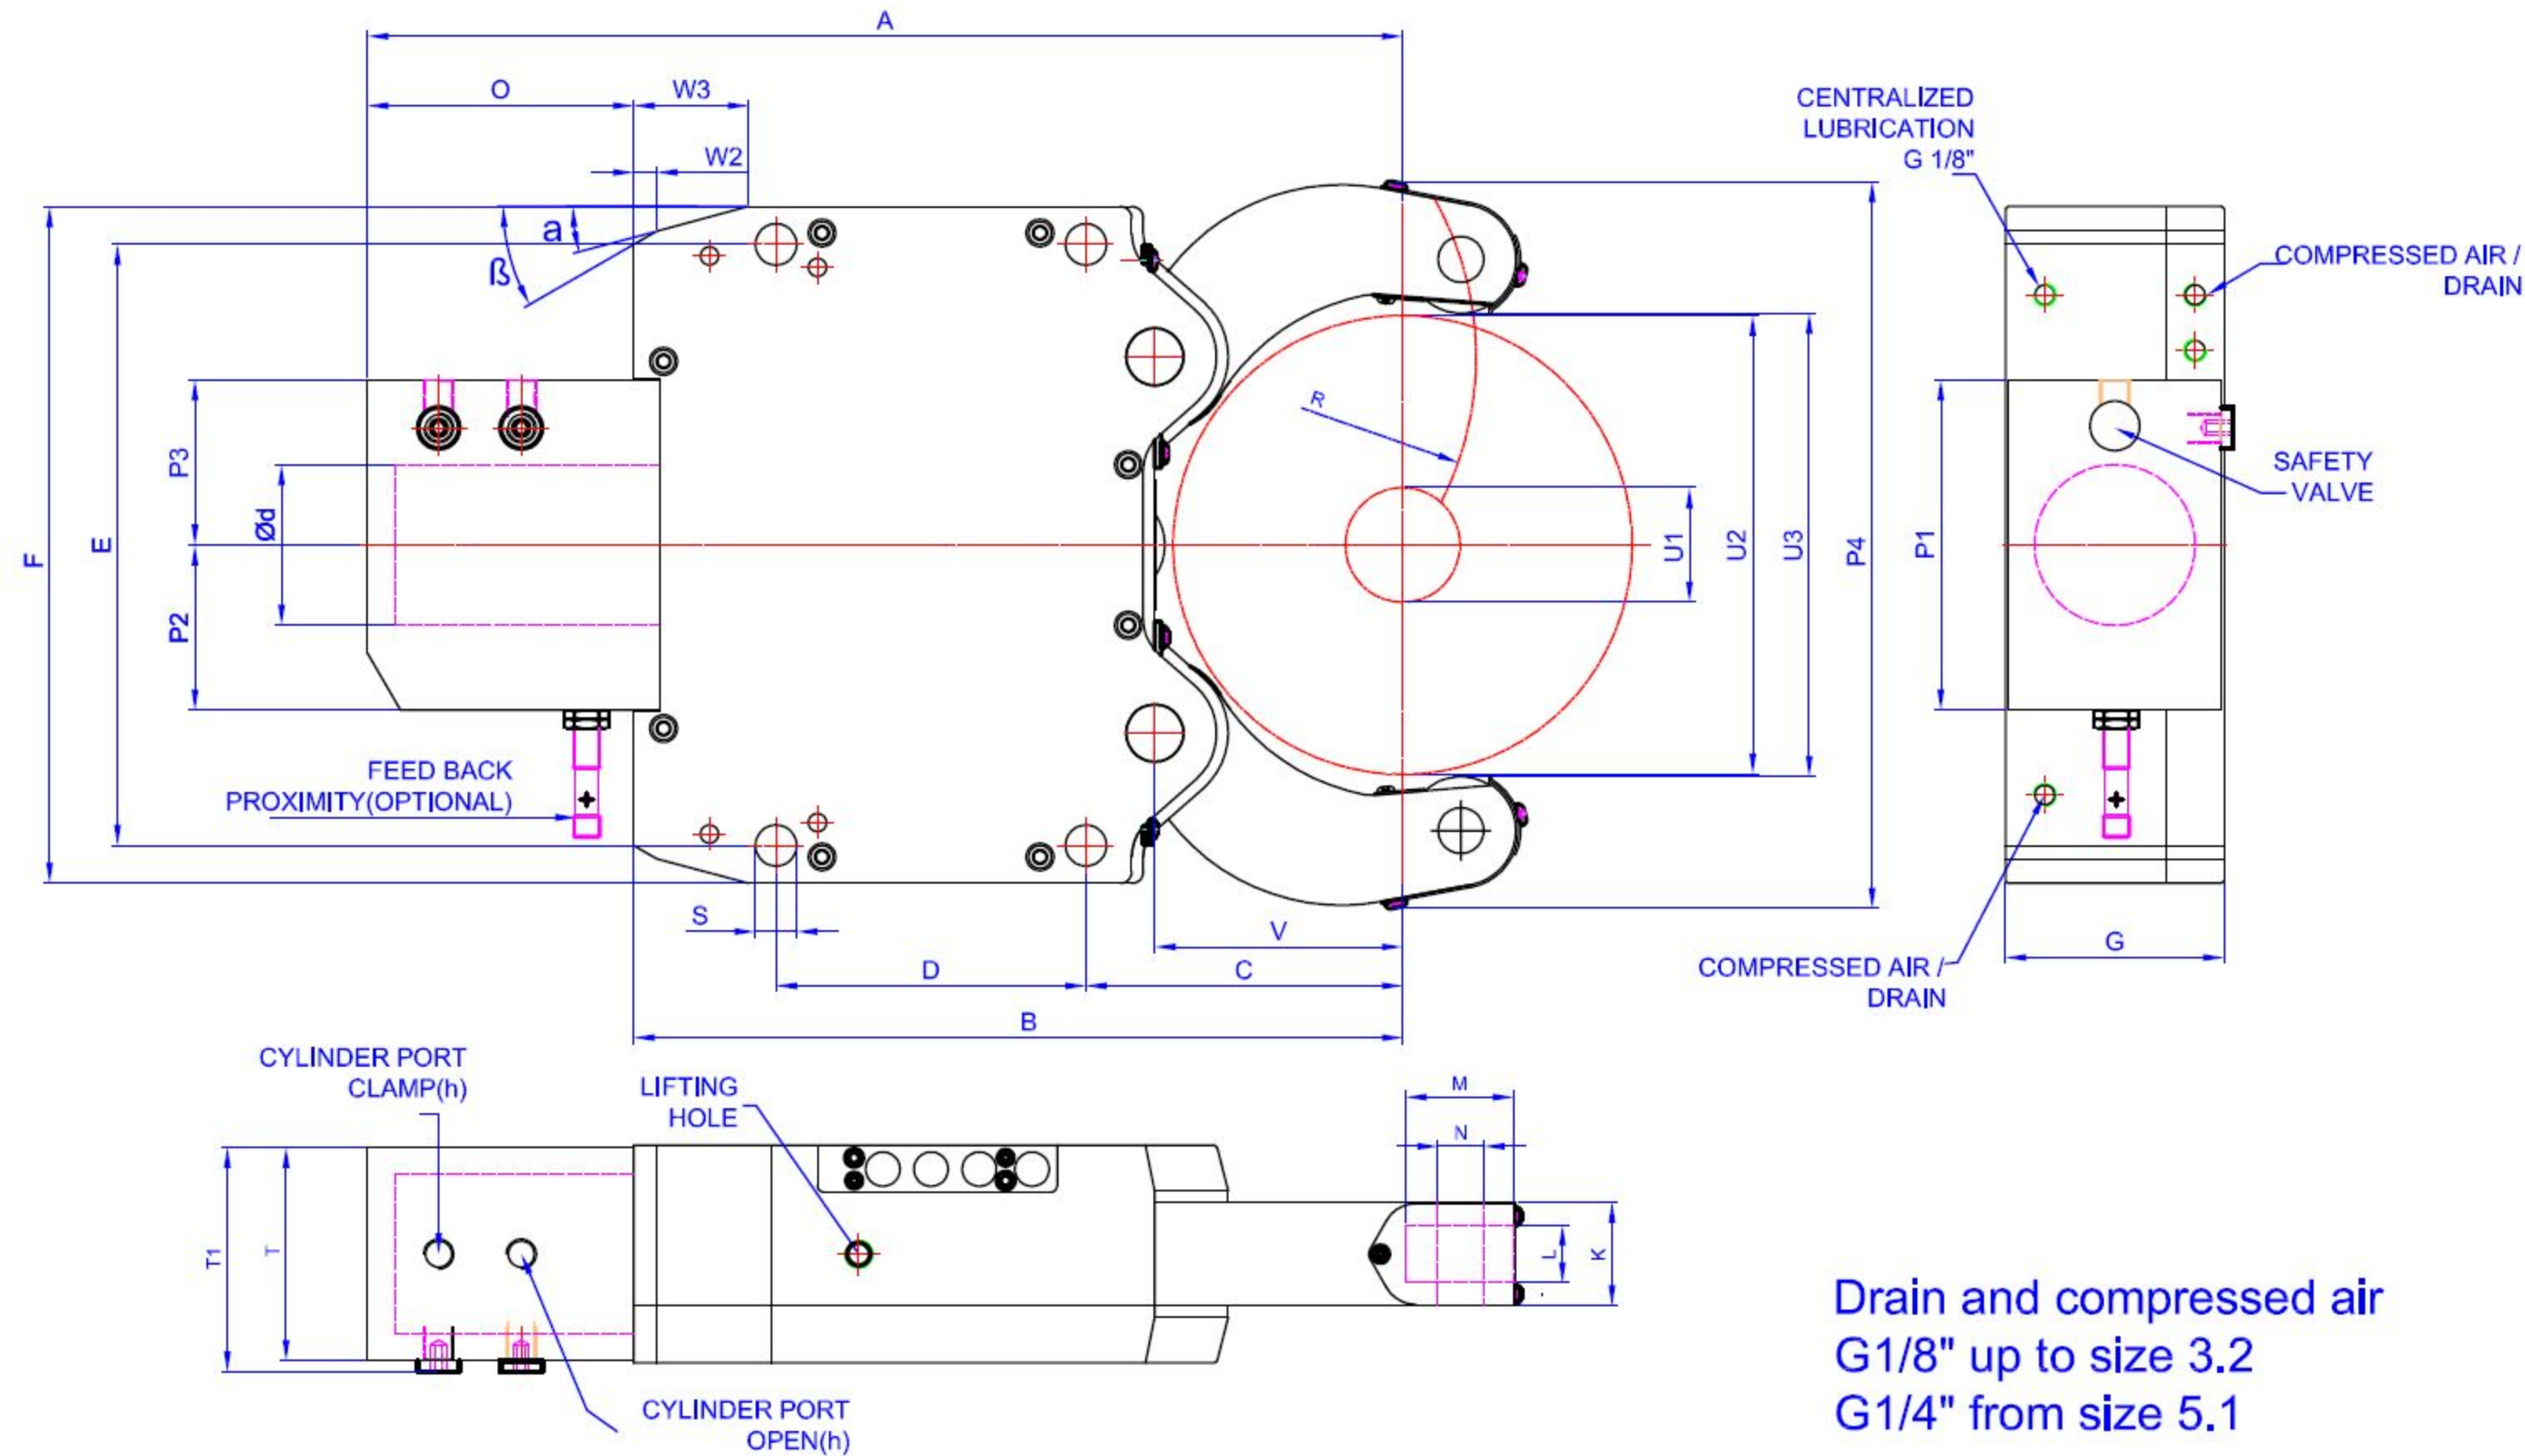 A
O
W3
W2
CENTRALIZED
LUBRICATION
G 1/8"
COMPRESSED AIR /
DRAIN
a
ß
R
P3
Ød
E
F
P2
U1
U2
U3
P4
P1
SAFETY
VALVE
FEED BACK
PROXIMITY(OPTIONAL)
S
V
D
C
B
G
COMPRESSED AIR /
DRAIN
CYLINDER PORT
CLAMP(h)
LIFTING
HOLE
M
N
T1
T
L
K
CYLINDER PORT
OPEN(h)
Drain and compressed air
G1/8" up to size 3.2
G1/4" from size 5.1